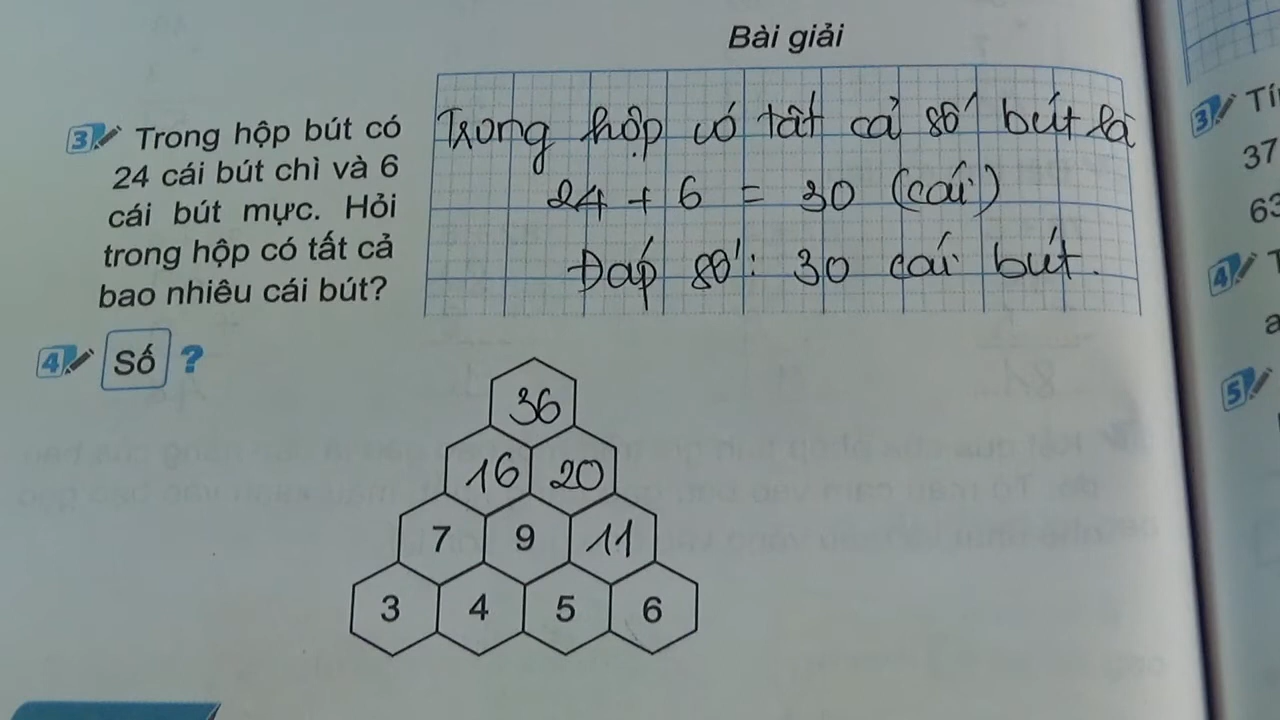 Bài giải
3 Trong hộp bút có
24 cái bút chì và 6
cái bút mực. Hỏi
trong hộp có tất cả
bao nhiêu cái bút?
Trong hộp có tất cả số bút là
24 + 6 = 30 (cái)
Đáp số: 30 cái bút.
4 Số ?
36
16 20
7 9 11
3 4 5 6
3 Tí
37
63
4 T
a
5